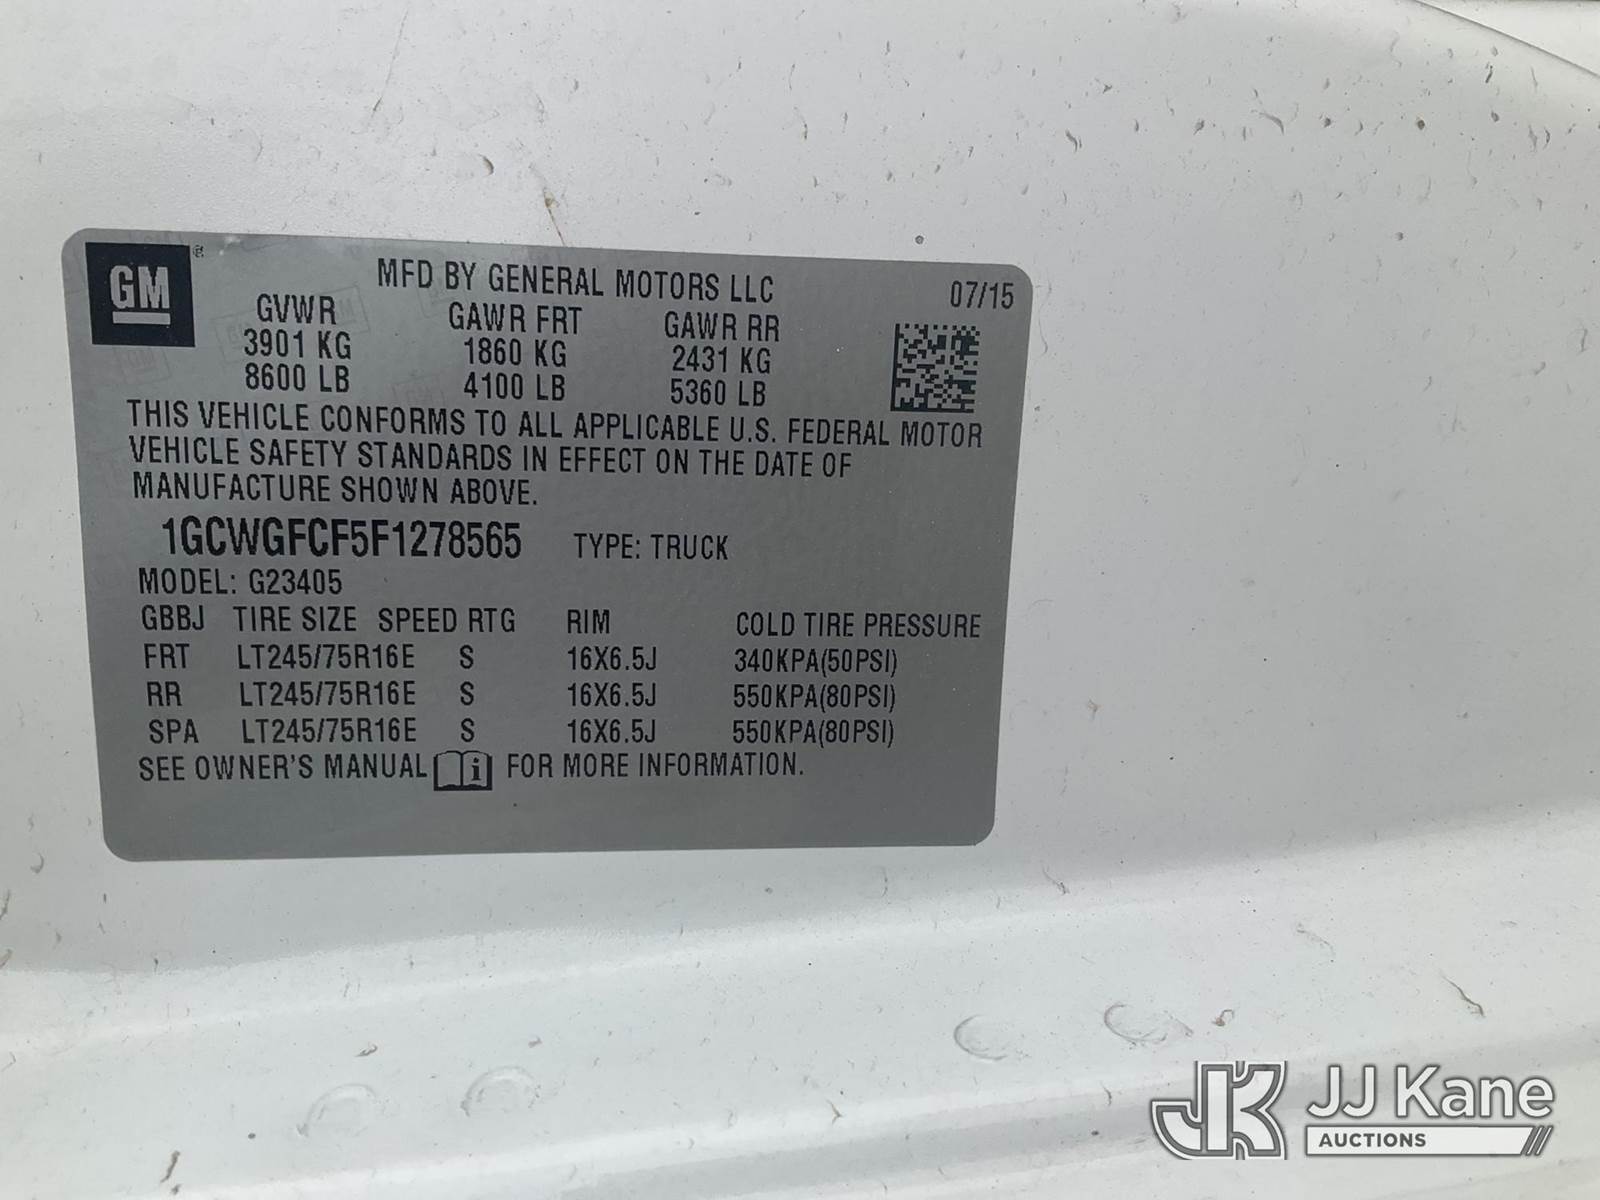 GM ®
MFD BY GENERAL MOTORS LLC 07/15
GVWR GAWR FRT GAWR RR
3901 KG 1860 KG 2431 KG
8600 LB 4100 LB 5360 LB
THIS VEHICLE CONFORMS TO ALL APPLICABLE U.S. FEDERAL MOTOR
VEHICLE SAFETY STANDARDS IN EFFECT ON THE DATE OF
MANUFACTURE SHOWN ABOVE.
1GCWGFCF5F1278565 TYPE: TRUCK
MODEL: G23405
GBBJ TIRE SIZE SPEED RTG RIM COLD TIRE PRESSURE
FRT LT245/75R16E S 16X6.5J 340KPA(50PSI)
RR LT245/75R16E S 16X6.5J 550KPA(80PSI)
SPA LT245/75R16E S 16X6.5J 550KPA(80PSI)
SEE OWNER'S MANUAL i FOR MORE INFORMATION.
JK JJ Kane
AUCTIONS